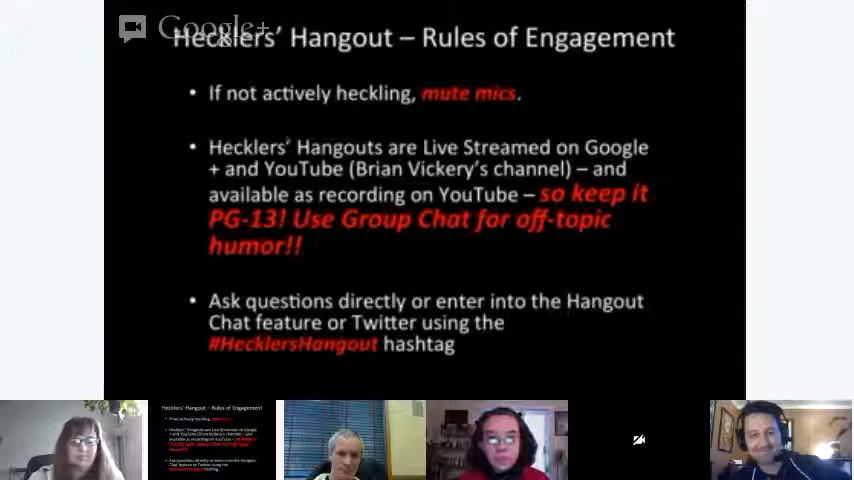 Google+
Hecklers' Hangout – Rules of Engagement
• If not actively heckling, mute mics.
• Hecklers' Hangouts are Live Streamed on Google
+ and YouTube (Brian Vickery's channel) – and
available as recording on YouTube – so keep it
PG-13! Use Group Chat for off-topic
humor!!
• Ask questions directly or enter into the Hangout
Chat feature or Twitter using the
#HecklersHangout hashtag
Hecklers' Hangout – Rules of Engagement